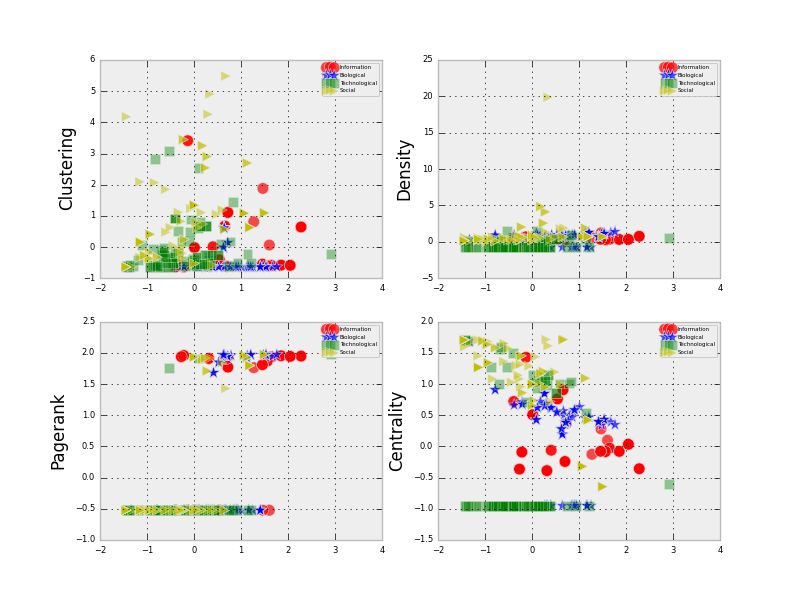 Clustering
6
5
4
3
2
1
0
−1
−2 −1 0 1 2 3 4
Information
Biological
Technological
Social
Density
25
20
15
10
5
0
−5
−2 −1 0 1 2 3 4
Information
Biological
Technological
Social
Pagerank
2.5
2.0
1.5
1.0
0.5
0.0
−0.5
−1.0
−2 −1 0 1 2 3 4
Information
Biological
Technological
Social
Centrality
2.0
1.5
1.0
0.5
0.0
−0.5
−1.0
−1.5
−2 −1 0 1 2 3 4
Information
Biological
Technological
Social